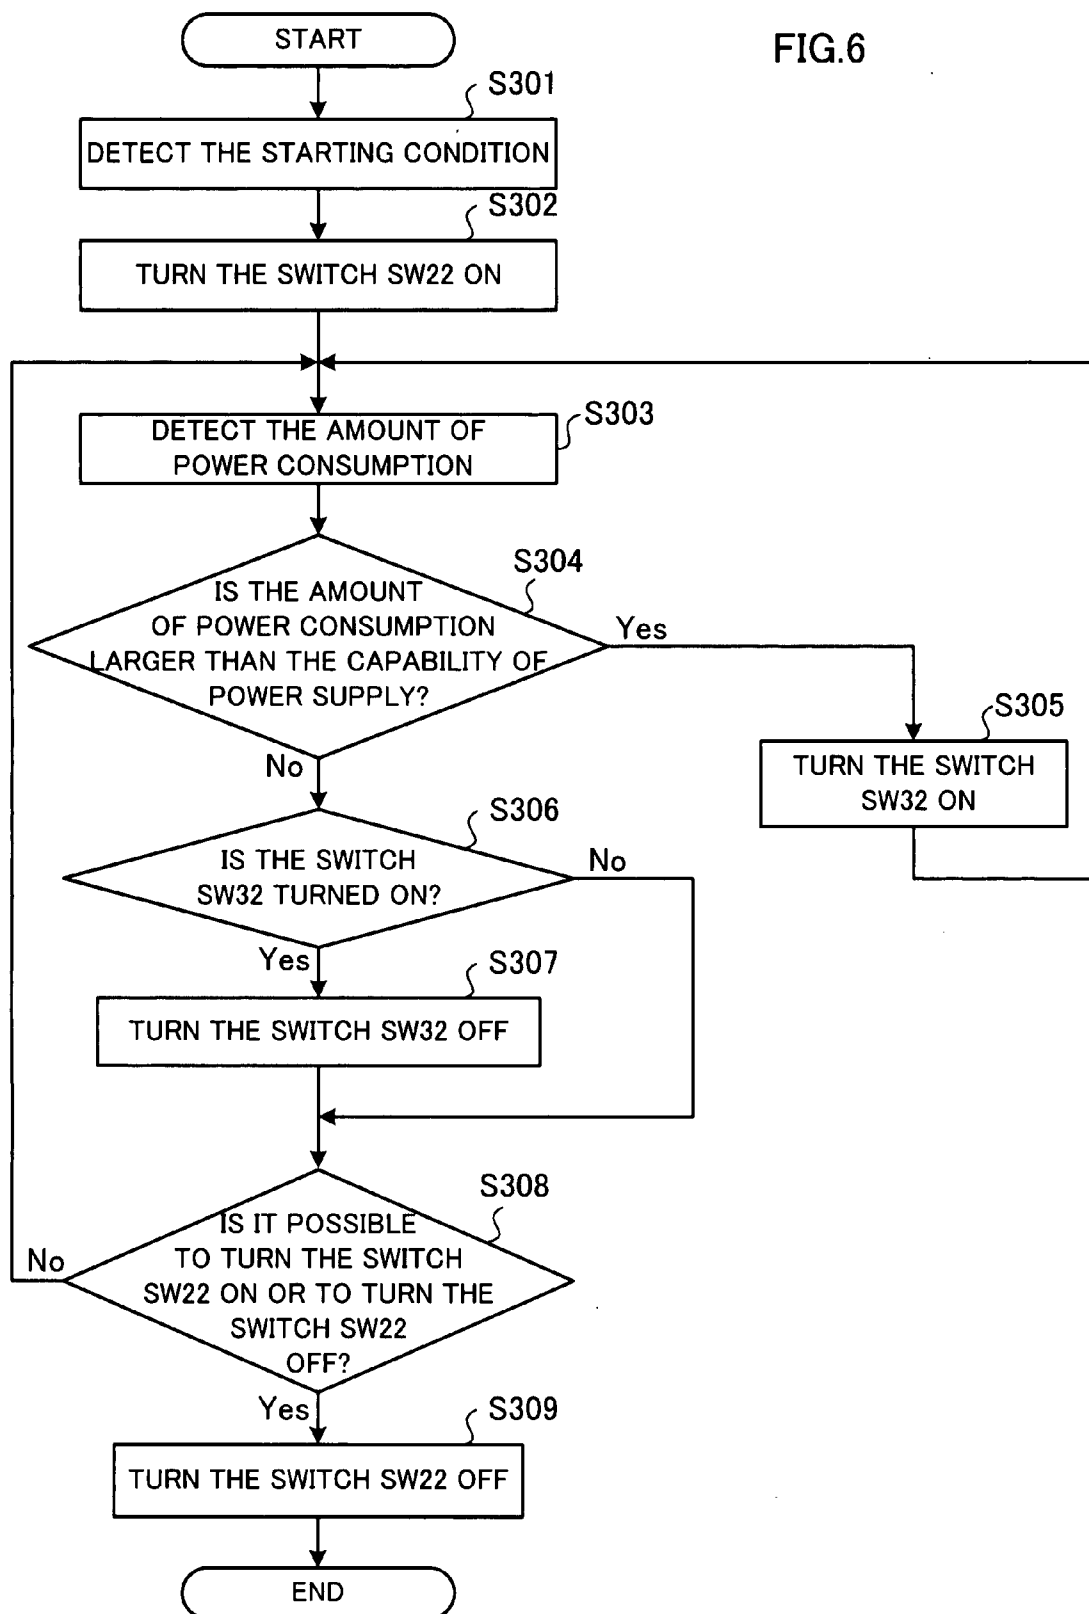 START
FIG.6
S301
DETECT THE STARTING CONDITION
S302
TURN THE SWITCH SW22 ON
S303
DETECT THE AMOUNT OF
POWER CONSUMPTION
S304
IS THE AMOUNT
OF POWER CONSUMPTION
LARGER THAN THE CAPABILITY OF
POWER SUPPLY?
Yes
S305
TURN THE SWITCH
SW32 ON
No
S306
IS THE SWITCH
SW32 TURNED ON?
No
Yes
S307
TURN THE SWITCH SW32 OFF
S308
IS IT POSSIBLE
TO TURN THE SWITCH
SW22 ON OR TO TURN THE
SWITCH SW22
OFF?
No
Yes
S309
TURN THE SWITCH SW22 OFF
END